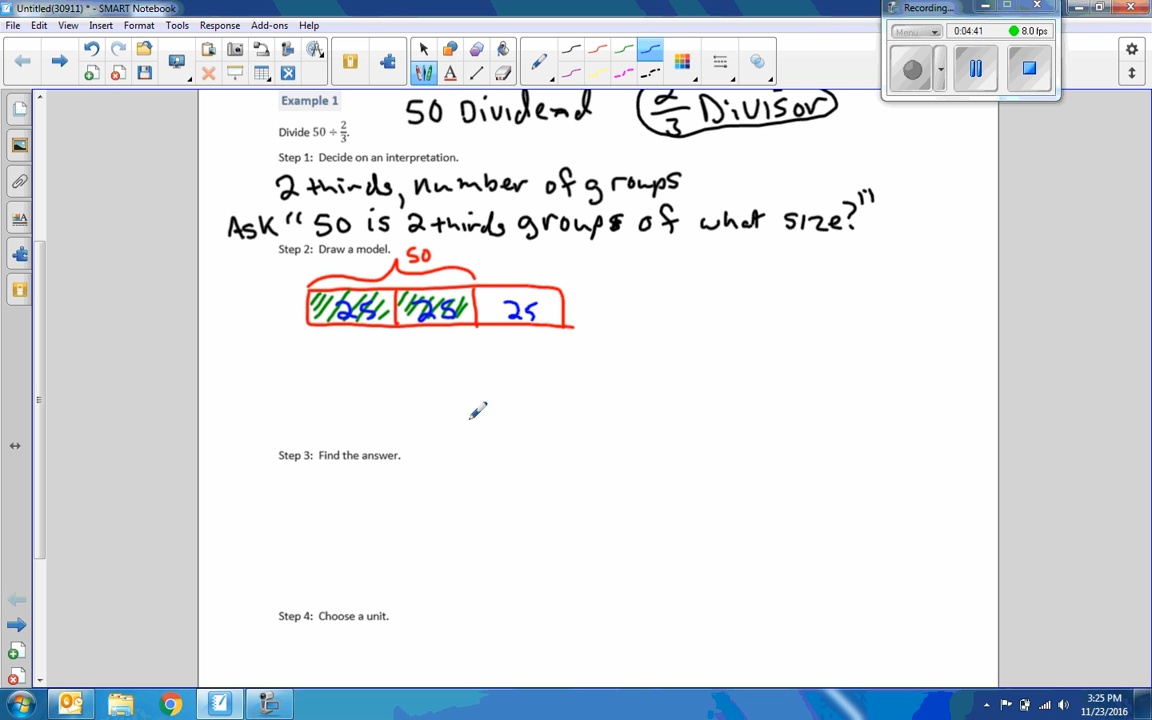 Untitled(30911) * - SMART Notebook
Recording...
File Edit View Insert Format Tools Response Add-ons Help
Menu
0:04:41
8.0 fps
Example 1
50 Dividend 2/3 Divisor
Divide 50 ÷ 2/3.
Step 1: Decide on an interpretation.
2 thirds, number of groups
Ask "50 is 2 thirds groups of what size?"
Step 2: Draw a model.
50
25 25 25
Step 3: Find the answer.
Step 4: Choose a unit.
3:25 PM
11/23/2016